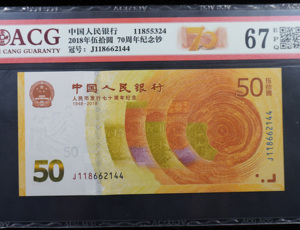 ACG
CANG GUARANTY
中国人民银行 11855324
2018年伍拾圆 70周年纪念钞
冠号: J118662144
70
67
中国人民银行
人民币发行七十周年纪念
1948-2018
50
伍拾圆
50
J118662144
J118662144